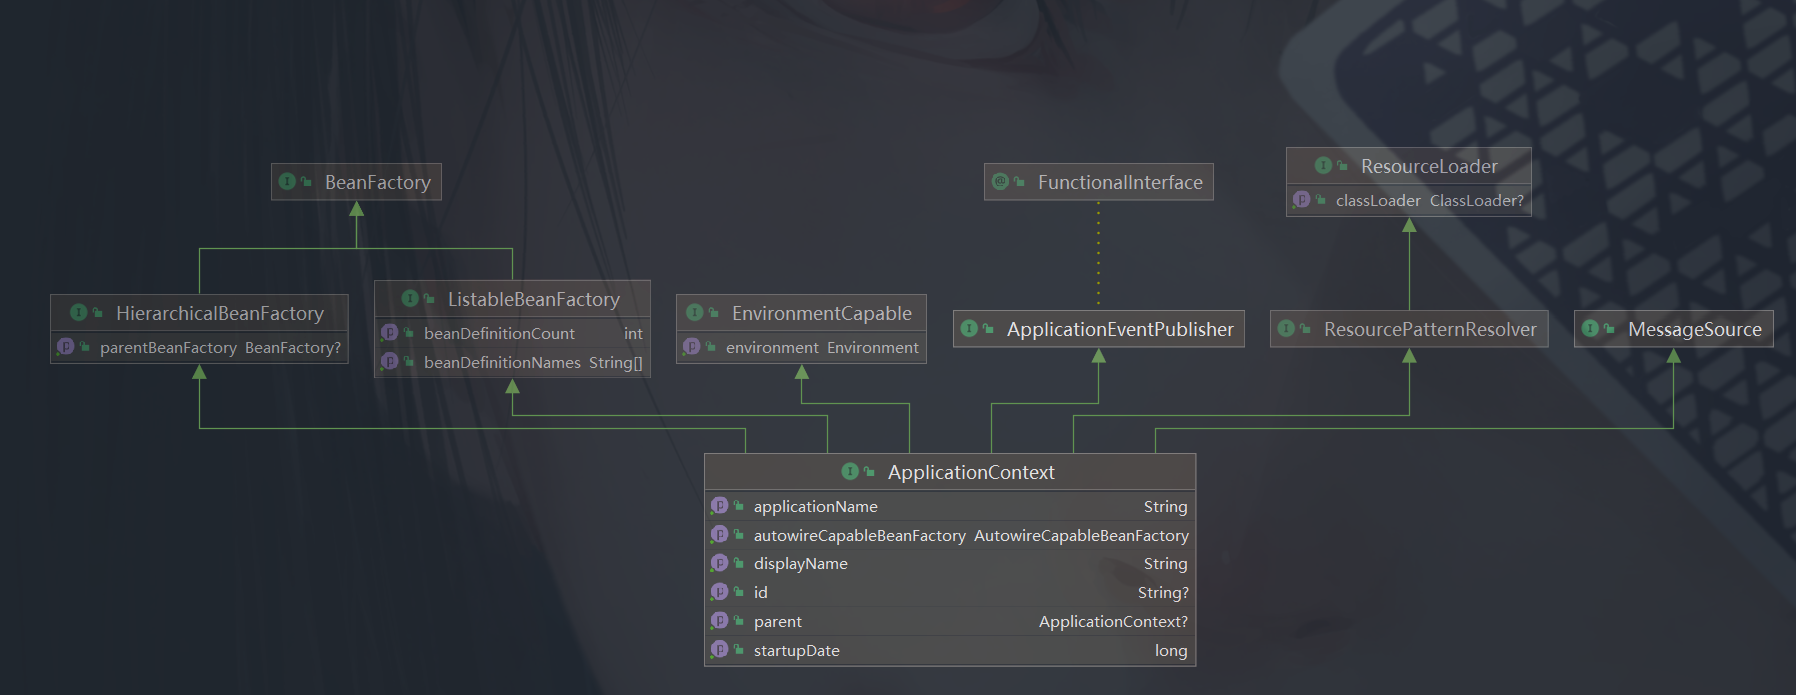 BeanFactory
FunctionalInterface
ResourceLoader
classLoader ClassLoader?
HierarchicalBeanFactory
parentBeanFactory BeanFactory?
ListableBeanFactory
beanDefinitionCount int
beanDefinitionNames String[]
EnvironmentCapable
environment Environment
ApplicationEventPublisher
ResourcePatternResolver
MessageSource
ApplicationContext
applicationName String
autowireCapableBeanFactory AutowireCapableBeanFactory
displayName String
id String?
parent ApplicationContext?
startupDate long